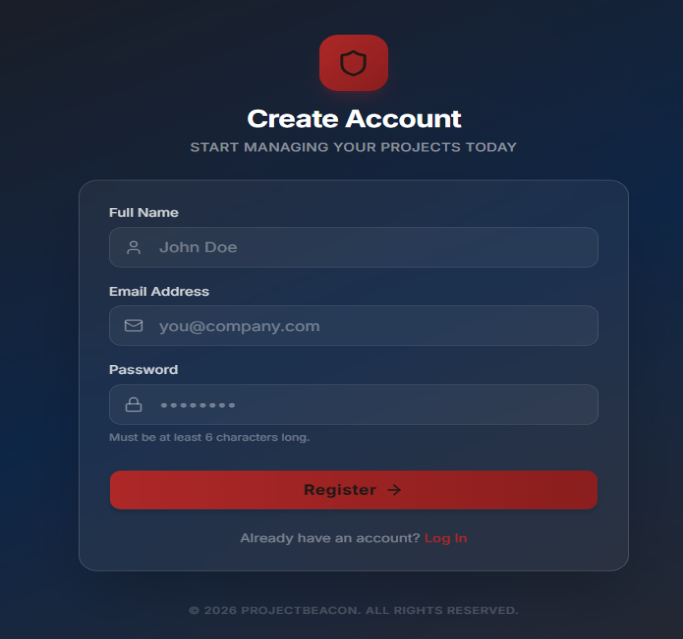 Create Account
START MANAGING YOUR PROJECTS TODAY
Full Name
John Doe
Email Address
you@company.com
Password
••••••••
Must be at least 6 characters long.
Register →
Already have an account? Log In
© 2026 PROJECTBEACON. ALL RIGHTS RESERVED.